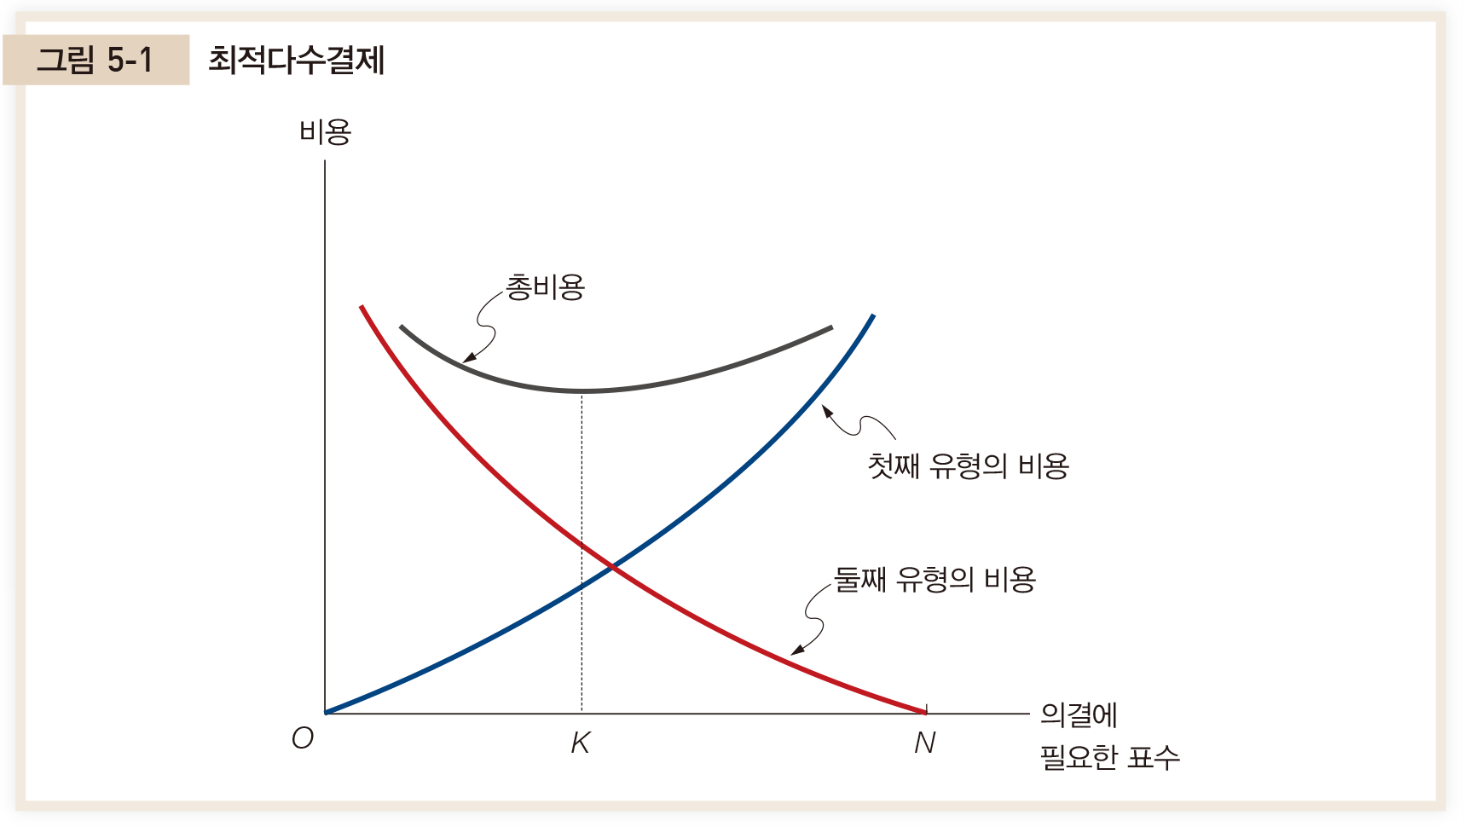 그림 5-1 최적다수결제
비용
총비용
첫째 유형의 비용
둘째 유형의 비용
O
K
N
의결에
필요한 표수